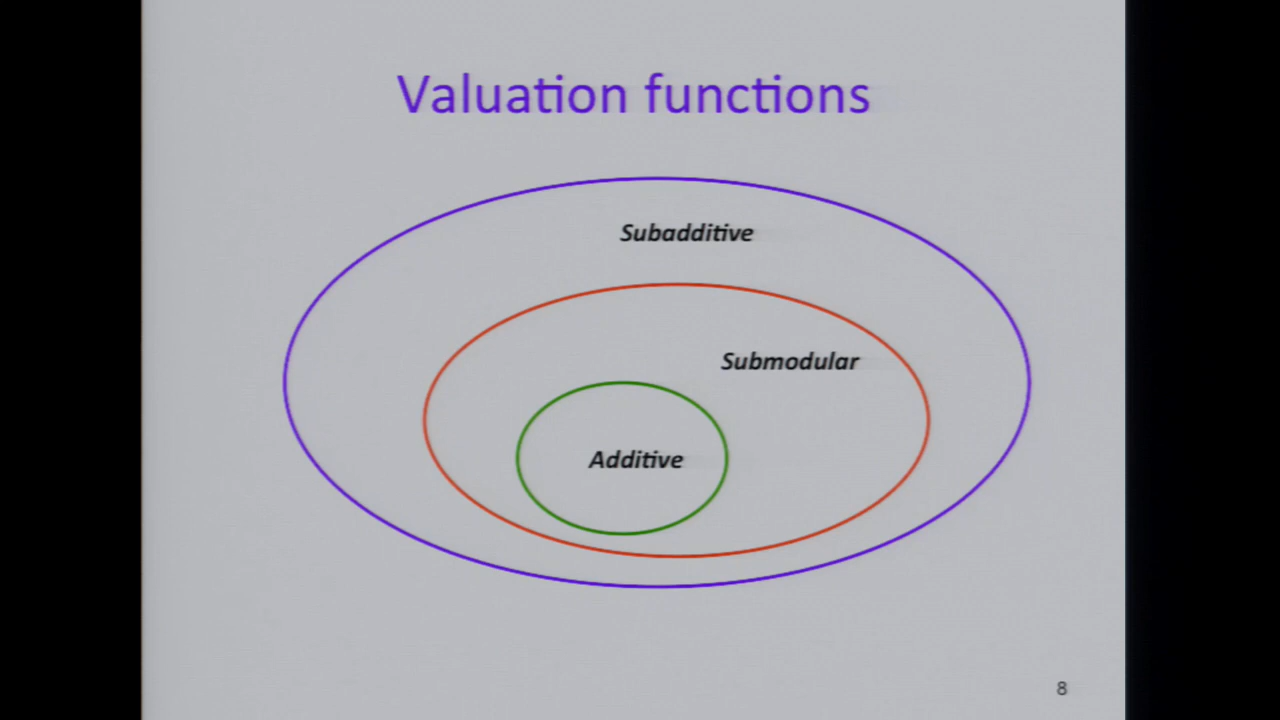 Valuation functions
Subadditive
Submodular
Additive
8